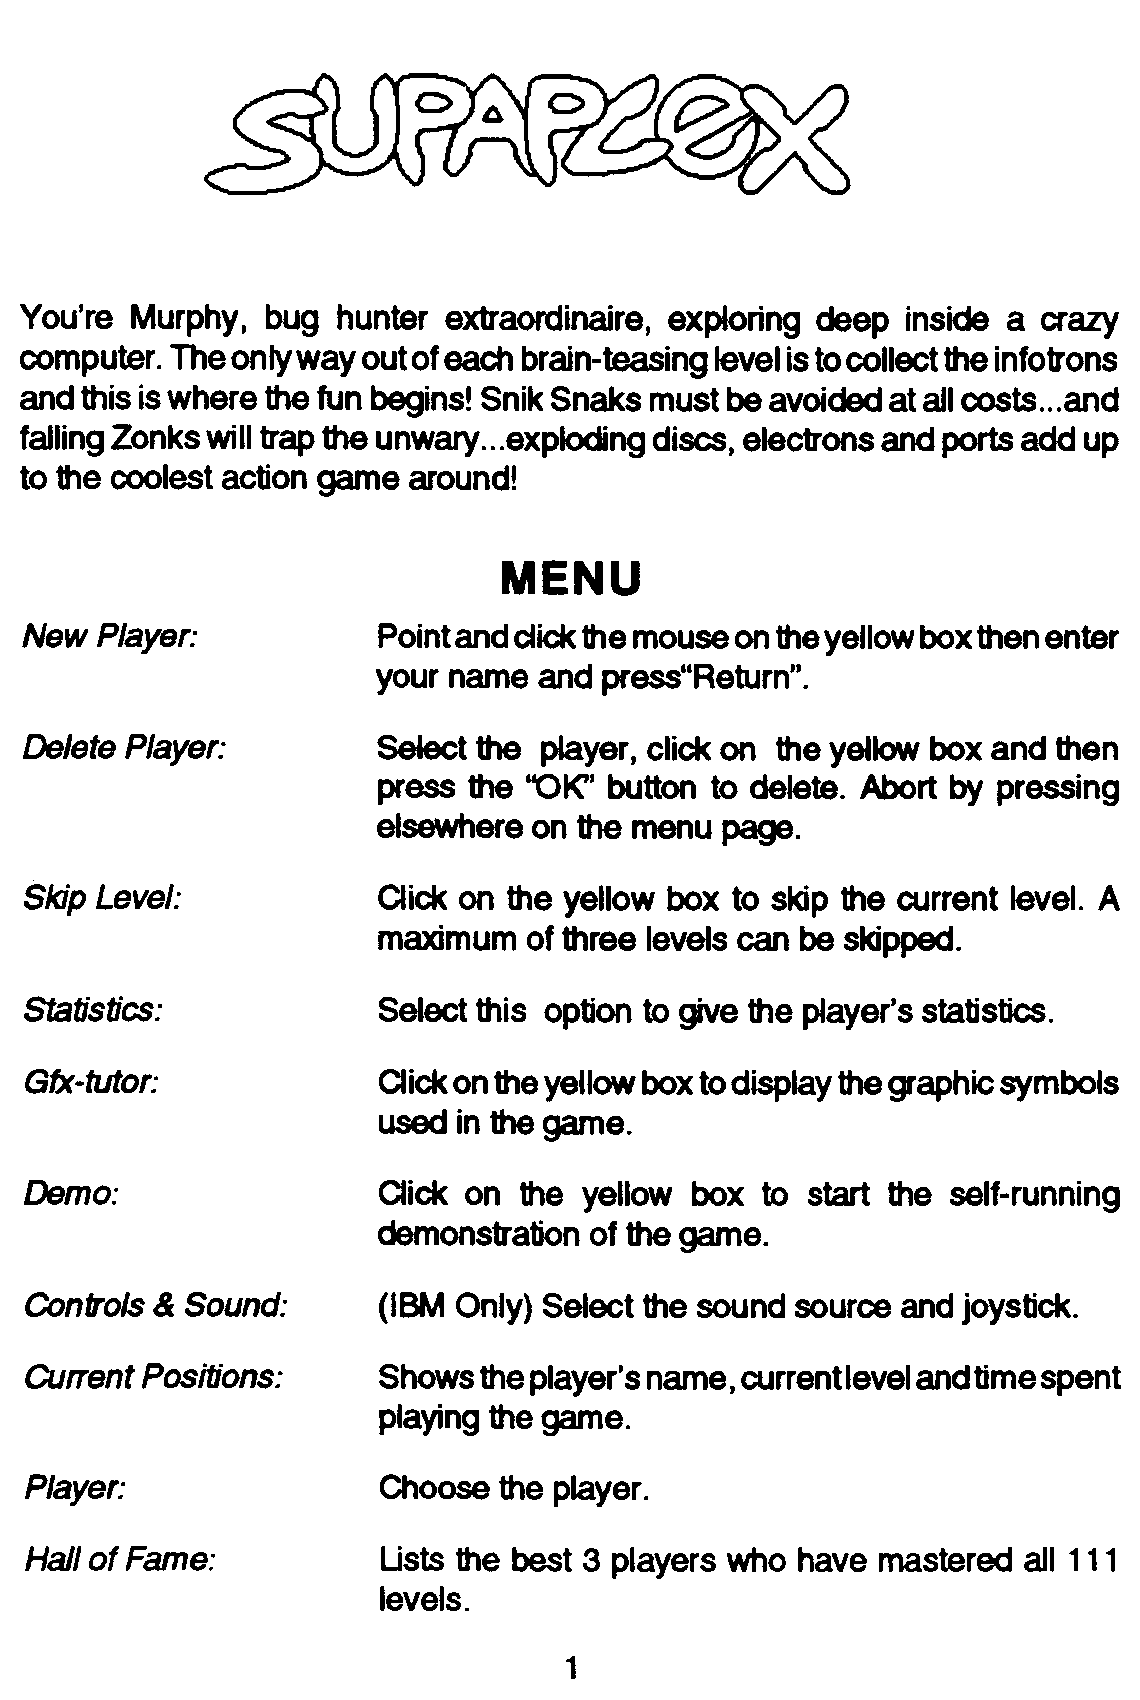 SUPAPLEX
You're Murphy, bug hunter extraordinaire, exploring deep inside a crazy
computer. The only way out of each brain-teasing level is to collect the infotrons
and this is where the fun begins! Snik Snaks must be avoided at all costs...and
falling Zonks will trap the unwary...exploding discs, electrons and ports add up
to the coolest action game around!
MENU
New Player: Point and click the mouse on the yellow box then enter
your name and press“Return”.
Delete Player: Select the player, click on the yellow box and then
press the “OK” button to delete. Abort by pressing
elsewhere on the menu page.
Skip Level: Click on the yellow box to skip the current level. A
maximum of three levels can be skipped.
Statistics: Select this option to give the player's statistics.
Gfx-tutor: Click on the yellow box to display the graphic symbols
used in the game.
Demo: Click on the yellow box to start the self-running
demonstration of the game.
Controls & Sound: (IBM Only) Select the sound source and joystick.
Current Positions: Shows the player's name, current level and time spent
playing the game.
Player: Choose the player.
Hall of Fame: Lists the best 3 players who have mastered all 111
levels.
1